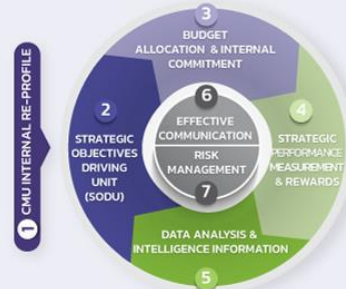 1 CMU INTERNAL RE-PROFILE
3
BUDGET
ALLOCATION & INTERNAL
COMMITMENT
2
STRATEGIC
OBJECTIVES
DRIVING
UNIT
(SODU)
6
EFFECTIVE
COMMUNICATION
RISK
MANAGEMENT
7
4
STRATEGIC
PERFORMANCE
MEASUREMENT
& REWARDS
DATA ANALYSIS &
INTELLIGENCE INFORMATION
5